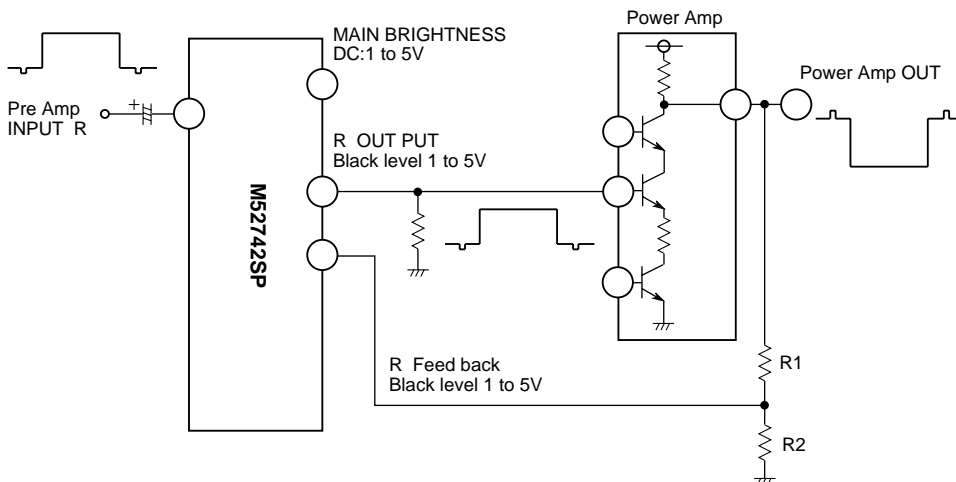 Power Amp
MAIN BRIGHTNESS
DC:1 to 5V
Power Amp OUT
+
Pre Amp
INPUT R
R OUT PUT
Black level 1 to 5V
M52742SP
R Feed back
Black level 1 to 5V
R1
R2